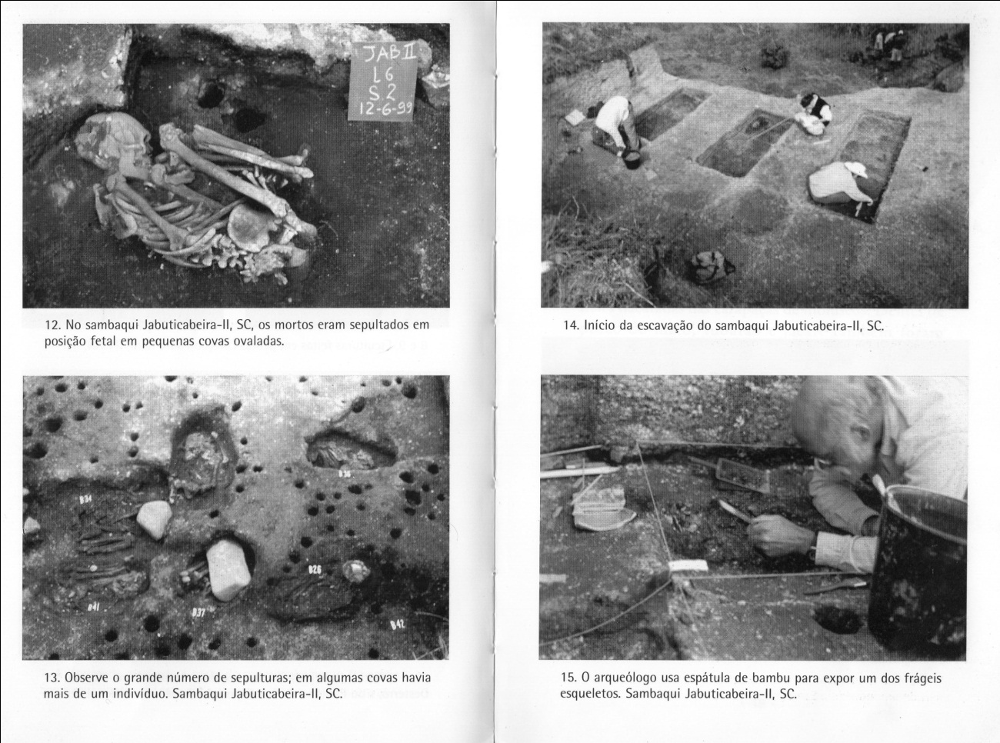 JAB II
L6
S.2
12-6-99
12. No sambaqui Jabuticabeira-II, SC, os mortos eram sepultados em
posição fetal em pequenas covas ovaladas.
B34
B36
B41
B37
B26
B42
13. Observe o grande número de sepulturas; em algumas covas havia
mais de um indivíduo. Sambaqui Jabuticabeira-II, SC.
14. Início da escavação do sambaqui Jabuticabeira-II, SC.
15. O arqueólogo usa espátula de bambu para expor um dos frágeis
esqueletos. Sambaqui Jabuticabeira-II, SC.